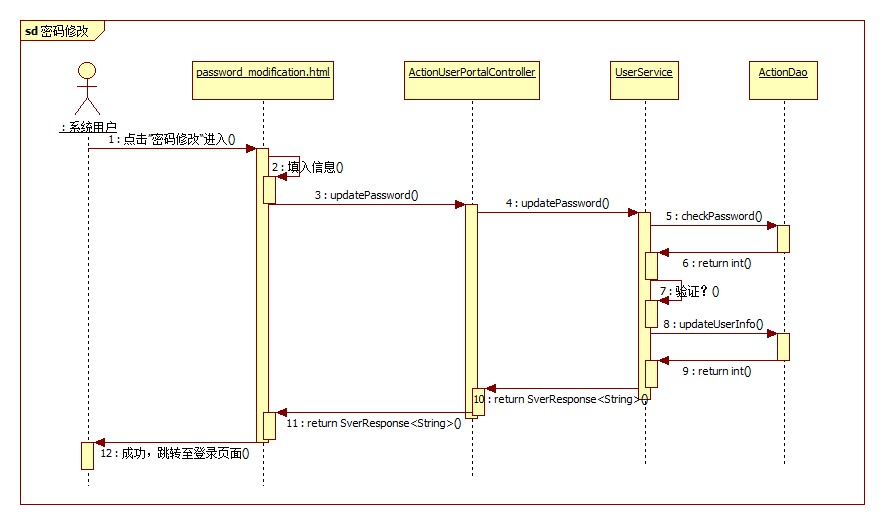 sd 密码修改
password_modification.html
ActionUserPortalController
UserService
ActionDao
: 系统用户
1 : 点击"密码修改"进入()
2 : 填入信息()
3 : updatePassword()
4 : updatePassword()
5 : checkPassword()
6 : return int()
7 : 验证？()
8 : updateUserInfo()
9 : return int()
10 : return SverResponse<String>()
11 : return SverResponse<String>()
12 : 成功，跳转至登录页面()